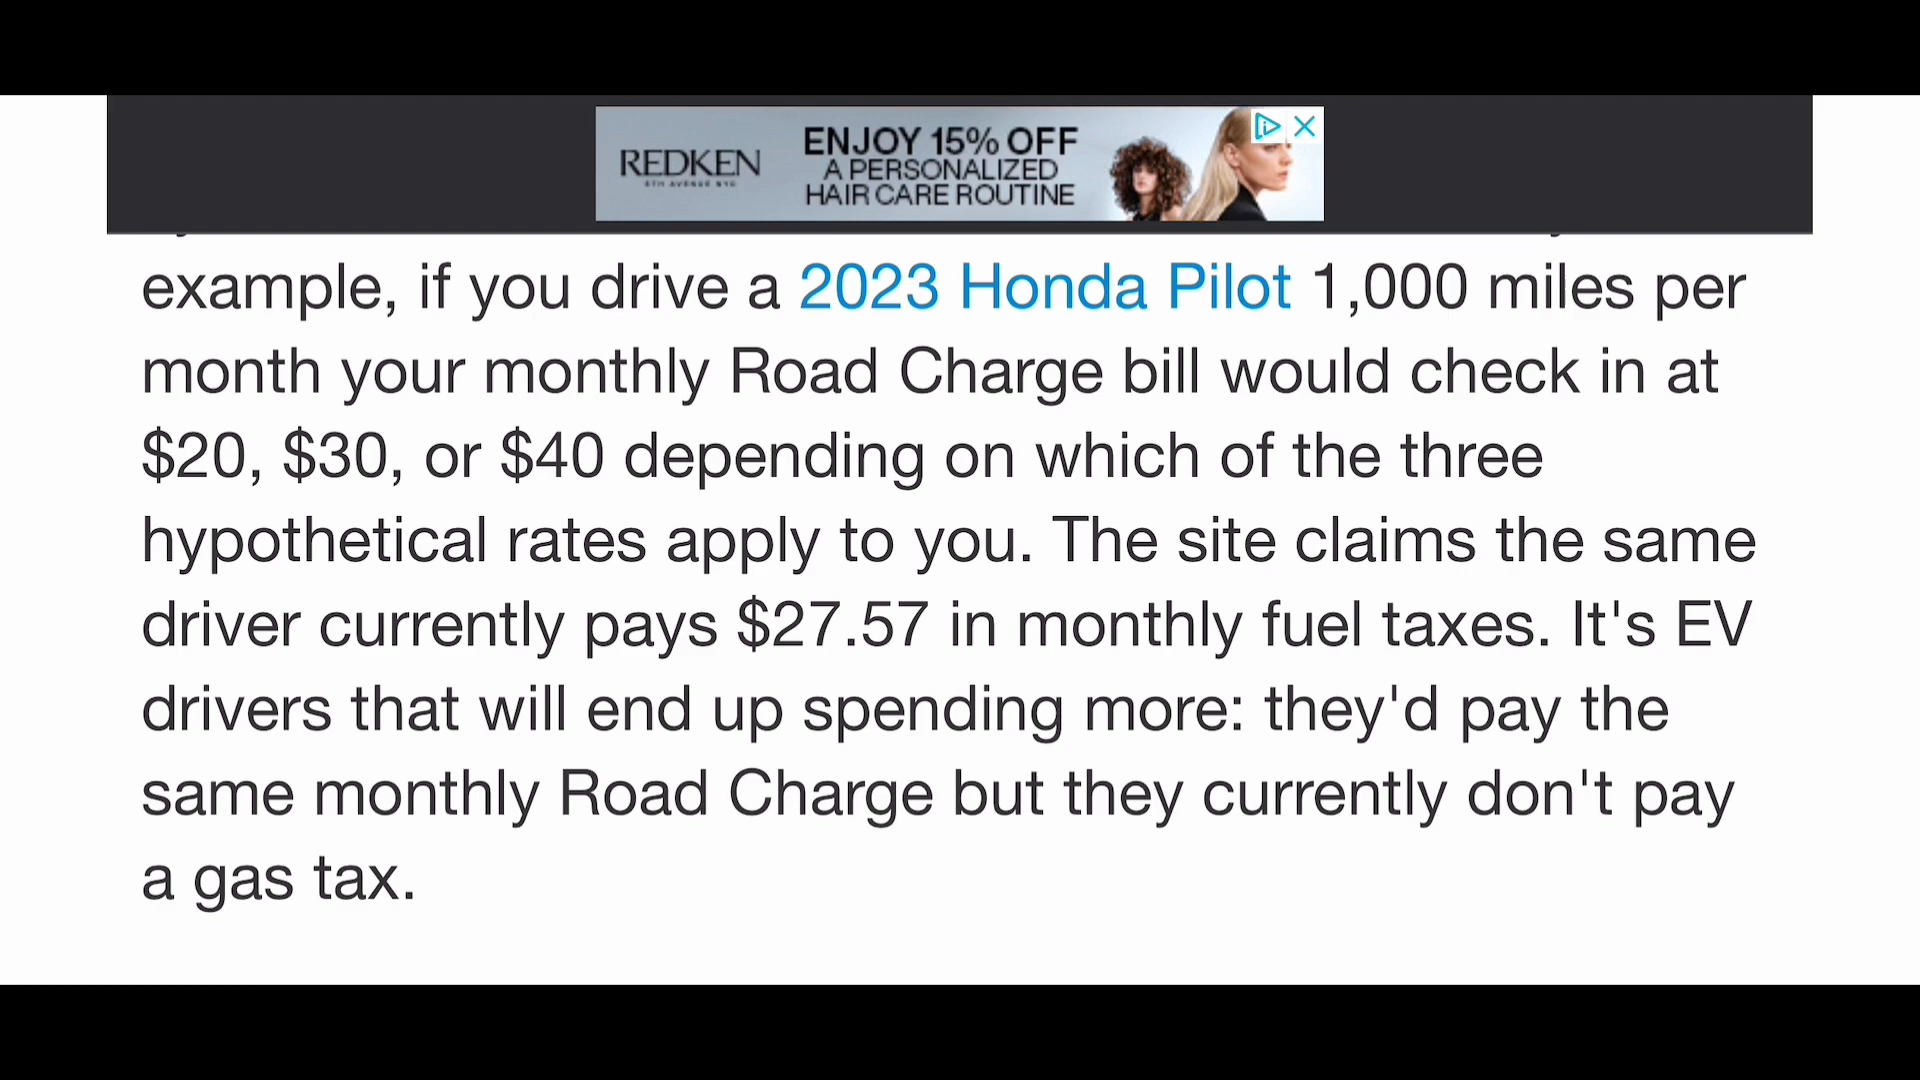 REDKEN
5TH AVENUE NYC
ENJOY 15% OFF
A PERSONALIZED
HAIR CARE ROUTINE
example, if you drive a 2023 Honda Pilot 1,000 miles per
month your monthly Road Charge bill would check in at
$20, $30, or $40 depending on which of the three
hypothetical rates apply to you. The site claims the same
driver currently pays $27.57 in monthly fuel taxes. It's EV
drivers that will end up spending more: they'd pay the
same monthly Road Charge but they currently don't pay
a gas tax.